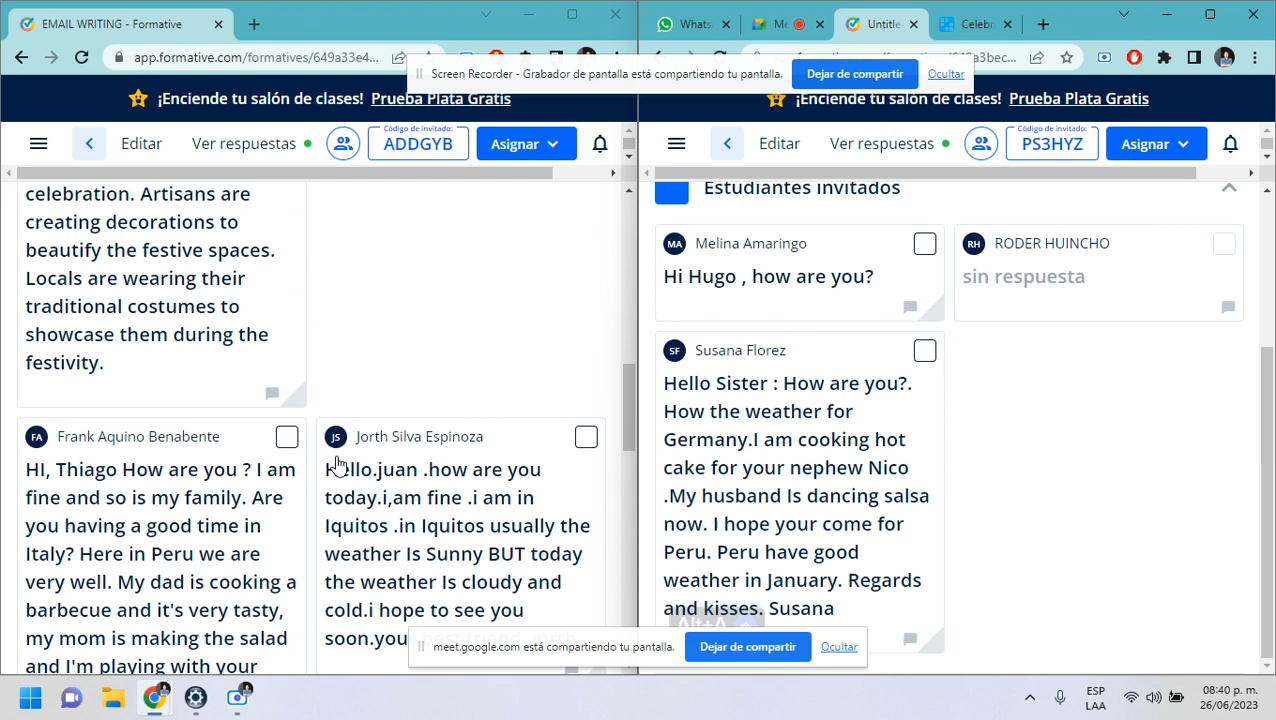 EMAIL WRITING - Formative
Whats
Me
Untitle
Celebr
app.formative.com/formatives/649a33e4...
Screen Recorder - Grabador de pantalla está compartiendo tu pantalla.
Dejar de compartir
Ocultar
¡Enciende tu salón de clases! Prueba Plata Gratis
¡Enciende tu salón de clases! Prueba Plata Gratis
Editar
Ver respuestas
Código de invitado:
ADDGYB
Asignar
Editar
Ver respuestas
Código de invitado:
PS3HYZ
Asignar
celebration. Artisans are
creating decorations to
beautify the festive spaces.
Locals are wearing their
traditional costumes to
showcase them during the
festivity.
FA
Frank Aquino Benabente
HI, Thiago How are you ? I am
fine and so is my family. Are
you having a good time in
Italy? Here in Peru we are
very well. My dad is cooking a
barbecue and it's very tasty,
my mom is making the salad
and I'm playing with your
JS
Jorth Silva Espinoza
Hello.juan .how are you
today.i,am fine .i am in
Iquitos .in Iquitos usually the
weather Is Sunny BUT today
the weather Is cloudy and
cold.i hope to see you
soon.you best friend Jorth
Estudiantes invitados
MA
Melina Amaringo
Hi Hugo , how are you?
RH
RODER HUINCHO
sin respuesta
SF
Susana Florez
Hello Sister : How are you?.
How the weather for
Germany.I am cooking hot
cake for your nephew Nico
.My husband Is dancing salsa
now. I hope your come for
Peru. Peru have good
weather in January. Regards
and kisses. Susana
Alt+A
meet.google.com está compartiendo tu pantalla.
Dejar de compartir
Ocultar
ESP
LAA
08:40 p. m.
26/06/2023